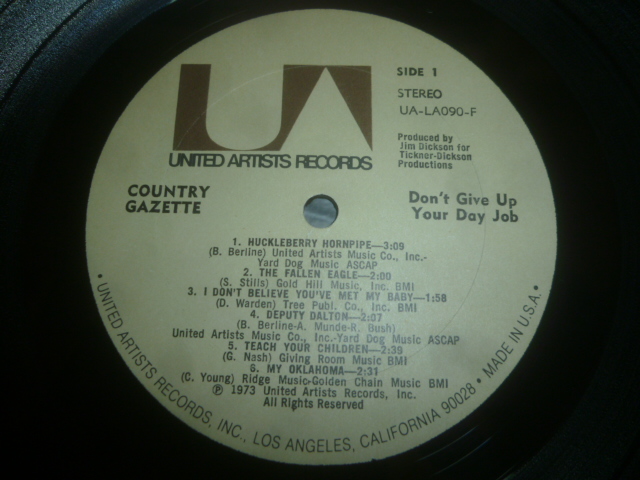 UA
UNITED ARTISTS RECORDS
SIDE 1
STEREO
UA-LA090-F
Produced by
Jim Dickson for
Tickner-Dickson
Productions
COUNTRY
GAZETTE
Don't Give Up
Your Day Job
1. HUCKLEBERRY HORNPIPE—3:09
(B. Berline) United Artists Music Co., Inc.-
Yard Dog Music ASCAP
2. THE FALLEN EAGLE—2:00
(S. Stills) Gold Hill Music, Inc. BMI
3. I DON'T BELIEVE YOU'VE MET MY BABY—1:58
(D. Warden) Tree Publ. Co., Inc. BMI
4. DEPUTY DALTON—2:07
B. Berline-A. Munde-R. Bush)
United Artists Music Co., Inc.-Yard Dog Music ASCAP
5. TEACH YOUR CHILDREN—2:39
(G. Nash) Giving Room Music BMI
6. MY OKLAHOMA—2:31
(C. Young) Ridge Music-Golden Chain Music BMI
℗ 1973 United Artists Records, Inc.
All Rights Reserved
• UNITED ARTISTS RECORDS, INC., LOS ANGELES, CALIFORNIA 90028 • MADE IN U.S.A. •